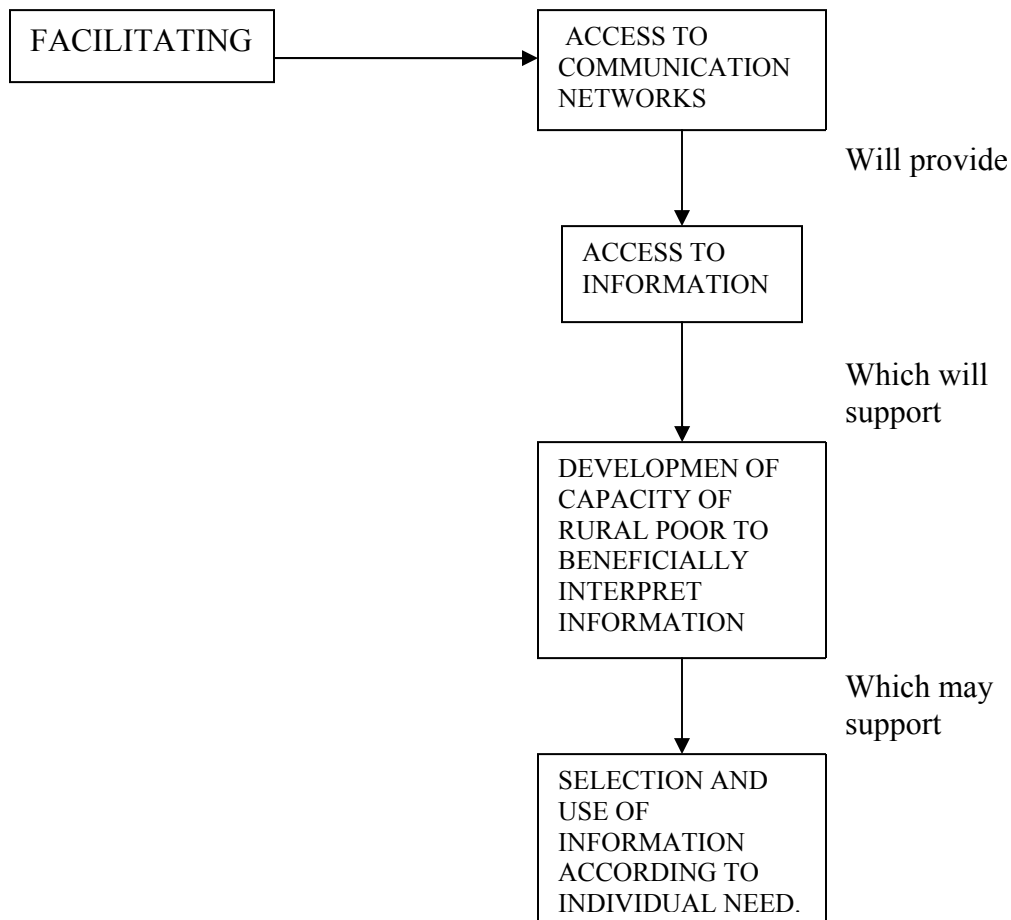 FACILITATING
ACCESS TO
COMMUNICATION
NETWORKS
Will provide
ACCESS TO
INFORMATION
Which will
support
DEVELOPMEN OF
CAPACITY OF
RURAL POOR TO
BENEFICIALLY
INTERPRET
INFORMATION
Which may
support
SELECTION AND
USE OF
INFORMATION
ACCORDING TO
INDIVIDUAL NEED.